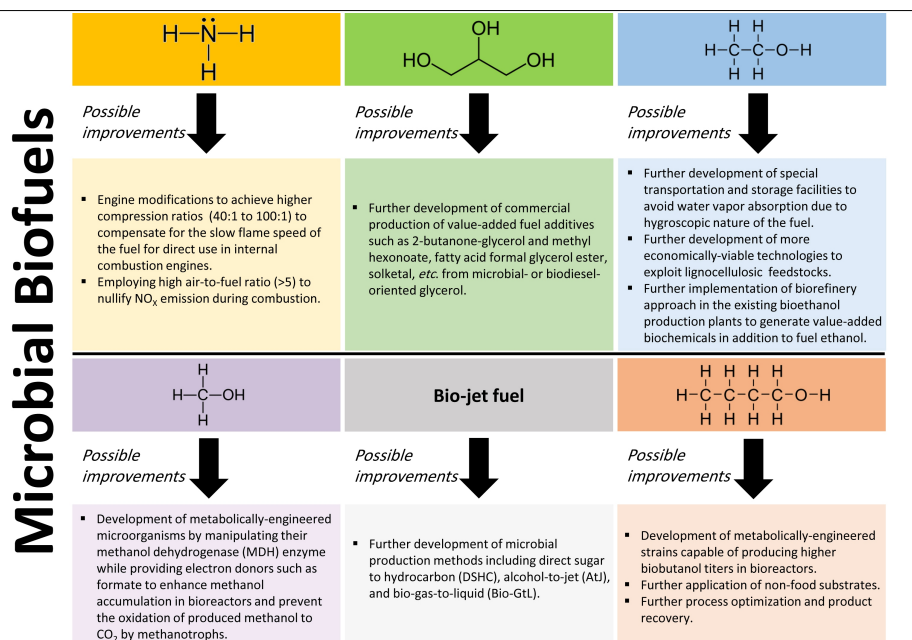 Microbial Biofuels
H–N–H
H
OH
HO OH
H H
H–C–C–O–H
H H
Possible
improvements
Possible
improvements
Possible
improvements
▪ Engine modifications to achieve higher
compression ratios (40:1 to 100:1) to
compensate for the slow flame speed of
the fuel for direct use in internal
combustion engines.
▪ Employing high air-to-fuel ratio (>5) to
nullify NOX emission during combustion.
▪ Further development of commercial
production of value-added fuel additives
such as 2-butanone-glycerol and methyl
hexonoate, fatty acid formal glycerol ester,
solketal, etc. from microbial- or biodiesel-
oriented glycerol.
▪ Further development of special
transportation and storage facilities to
avoid water vapor absorption due to
hygroscopic nature of the fuel.
▪ Further development of more
economically-viable technologies to
exploit lignocellulosic feedstocks.
▪ Further implementation of biorefinery
approach in the existing bioethanol
production plants to generate value-added
biochemicals in addition to fuel ethanol.
H
H–C–OH
H
Bio-jet fuel
H H H H
H–C–C–C–C–O–H
H H H H
Possible
improvements
Possible
improvements
Possible
improvements
▪ Development of metabolically-engineered
microorganisms by manipulating their
methanol dehydrogenase (MDH) enzyme
while providing electron donors such as
formate to enhance methanol
accumulation in bioreactors and prevent
the oxidation of produced methanol to
CO2 by methanotrophs.
▪ Further development of microbial
production methods including direct sugar
to hydrocarbon (DSHC), alcohol-to-jet (AtJ),
and bio-gas-to-liquid (Bio-GtL).
▪ Development of metabolically-engineered
strains capable of producing higher
biobutanol titers in bioreactors.
▪ Further application of non-food substrates.
▪ Further process optimization and product
recovery.